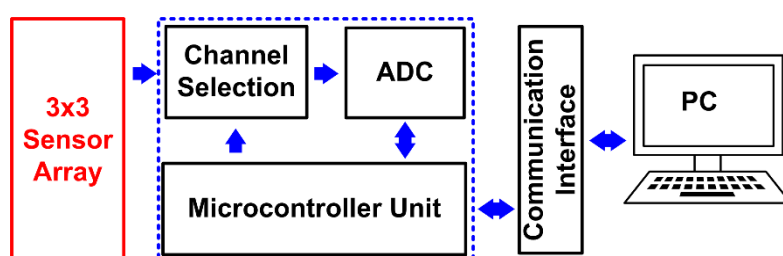 3x3
Sensor
Array
Channel
Selection
ADC
Microcontroller Unit
Communication
Interface
PC